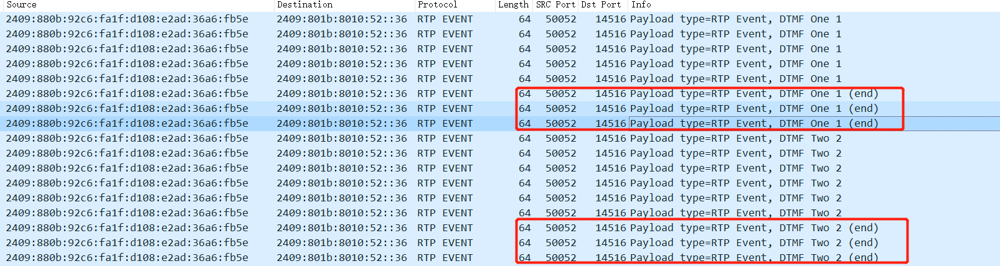 Source Destination Protocol Length SRC Port Dst Port Info
2409:880b:92c6:fa1f:d108:e2ad:36a6:fb5e 2409:801b:8010:52::36 RTP EVENT 64 50052 14516 Payload type=RTP Event, DTMF One 1
2409:880b:92c6:fa1f:d108:e2ad:36a6:fb5e 2409:801b:8010:52::36 RTP EVENT 64 50052 14516 Payload type=RTP Event, DTMF One 1
2409:880b:92c6:fa1f:d108:e2ad:36a6:fb5e 2409:801b:8010:52::36 RTP EVENT 64 50052 14516 Payload type=RTP Event, DTMF One 1
2409:880b:92c6:fa1f:d108:e2ad:36a6:fb5e 2409:801b:8010:52::36 RTP EVENT 64 50052 14516 Payload type=RTP Event, DTMF One 1
2409:880b:92c6:fa1f:d108:e2ad:36a6:fb5e 2409:801b:8010:52::36 RTP EVENT 64 50052 14516 Payload type=RTP Event, DTMF One 1
2409:880b:92c6:fa1f:d108:e2ad:36a6:fb5e 2409:801b:8010:52::36 RTP EVENT 64 50052 14516 Payload type=RTP Event, DTMF One 1 (end)
2409:880b:92c6:fa1f:d108:e2ad:36a6:fb5e 2409:801b:8010:52::36 RTP EVENT 64 50052 14516 Payload type=RTP Event, DTMF One 1 (end)
2409:880b:92c6:fa1f:d108:e2ad:36a6:fb5e 2409:801b:8010:52::36 RTP EVENT 64 50052 14516 Payload type=RTP Event, DTMF One 1 (end)
2409:880b:92c6:fa1f:d108:e2ad:36a6:fb5e 2409:801b:8010:52::36 RTP EVENT 64 50052 14516 Payload type=RTP Event, DTMF Two 2
2409:880b:92c6:fa1f:d108:e2ad:36a6:fb5e 2409:801b:8010:52::36 RTP EVENT 64 50052 14516 Payload type=RTP Event, DTMF Two 2
2409:880b:92c6:fa1f:d108:e2ad:36a6:fb5e 2409:801b:8010:52::36 RTP EVENT 64 50052 14516 Payload type=RTP Event, DTMF Two 2
2409:880b:92c6:fa1f:d108:e2ad:36a6:fb5e 2409:801b:8010:52::36 RTP EVENT 64 50052 14516 Payload type=RTP Event, DTMF Two 2
2409:880b:92c6:fa1f:d108:e2ad:36a6:fb5e 2409:801b:8010:52::36 RTP EVENT 64 50052 14516 Payload type=RTP Event, DTMF Two 2
2409:880b:92c6:fa1f:d108:e2ad:36a6:fb5e 2409:801b:8010:52::36 RTP EVENT 64 50052 14516 Payload type=RTP Event, DTMF Two 2
2409:880b:92c6:fa1f:d108:e2ad:36a6:fb5e 2409:801b:8010:52::36 RTP EVENT 64 50052 14516 Payload type=RTP Event, DTMF Two 2 (end)
2409:880b:92c6:fa1f:d108:e2ad:36a6:fb5e 2409:801b:8010:52::36 RTP EVENT 64 50052 14516 Payload type=RTP Event, DTMF Two 2 (end)
2409:880b:92c6:fa1f:d108:e2ad:36a6:fb5e 2409:801b:8010:52::36 RTP EVENT 64 50052 14516 Payload type=RTP Event, DTMF Two 2 (end)